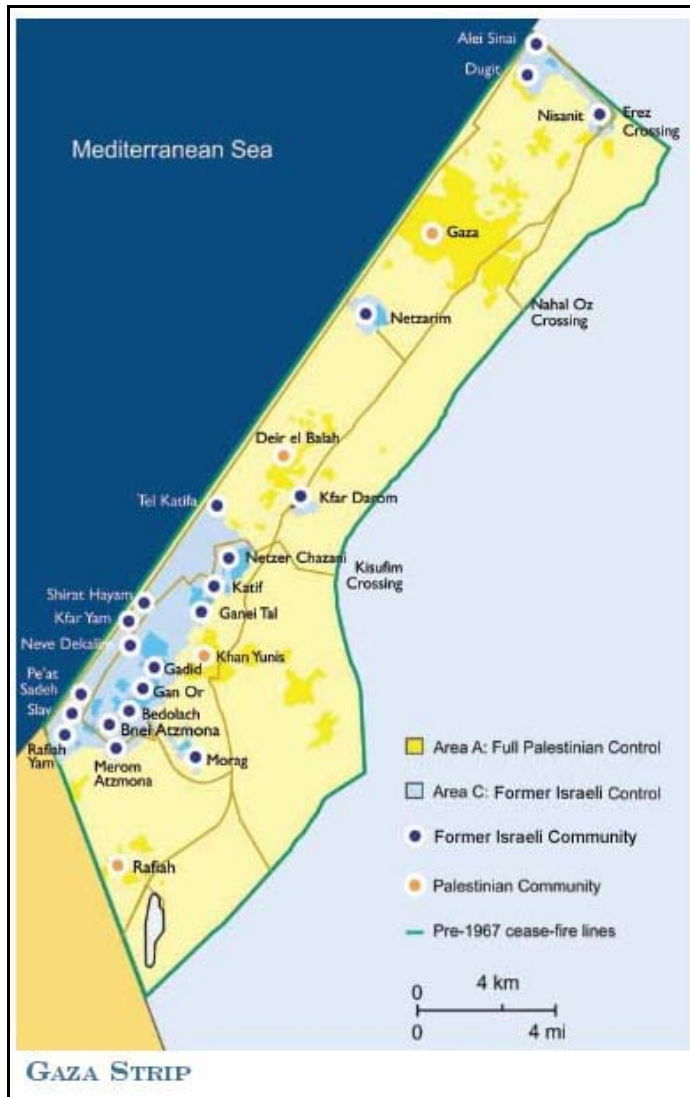 Alei Sinai
Dugit
Nisanit
Erez
Crossing
Mediterranean Sea
Gaza
Nahal Oz
Crossing
Netzarim
Deir el Balah
Tel Katifa
Kfar Darom
Netzer Chazani
Kisufim
Crossing
Katif
Shirat Hayam
Ganei Tal
Kfar Yam
Neve Dekalim
Khan Yunis
Pe'at
Sadeh
Gadid
Gan Or
Slav
Bedolach
Bnei Atzmona
Rafiah
Yam
Merom
Atzmona
Morag
Rafiah
Area A: Full Palestinian Control
Area C: Former Israeli Control
Former Israeli Community
Palestinian Community
Pre-1967 cease-fire lines
0 4 km
0 4 mi
GAZA STRIP